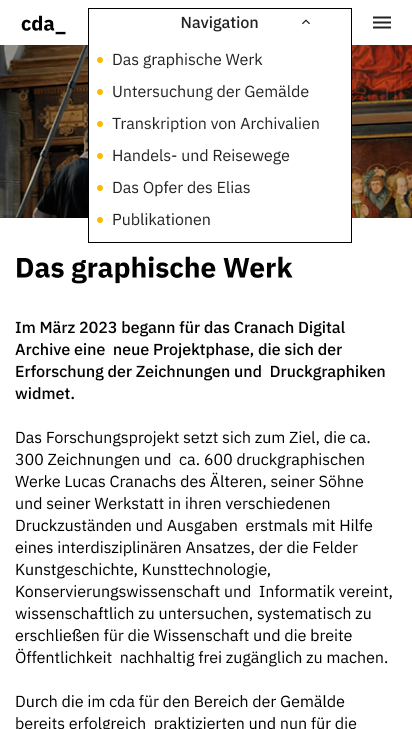 cda_
Navigation
Das graphische Werk
Untersuchung der Gemälde
Transkription von Archivalien
Handels- und Reisewege
Das Opfer des Elias
Publikationen
Das graphische Werk
Im März 2023 begann für das Cranach Digital
Archive eine  neue Projektphase, die sich der
Erforschung der Zeichnungen und  Druckgraphiken
widmet.
Das Forschungsprojekt setzt sich zum Ziel, die ca.
300 Zeichnungen und  ca. 600 druckgraphischen
Werke Lucas Cranachs des Älteren, seiner Söhne
und seiner Werkstatt in ihren verschiedenen
Druckzuständen und Ausgaben  erstmals mit Hilfe
eines interdisziplinären Ansatzes, der die Felder
Kunstgeschichte, Kunsttechnologie,
Konservierungswissenschaft und  Informatik vereint,
wissenschaftlich zu untersuchen, systematisch zu
erschließen für die Wissenschaft und die breite
Öffentlichkeit  nachhaltig frei zugänglich zu machen.
Durch die im cda für den Bereich der Gemälde
bereits erfolgreich  praktizierten und nun für die